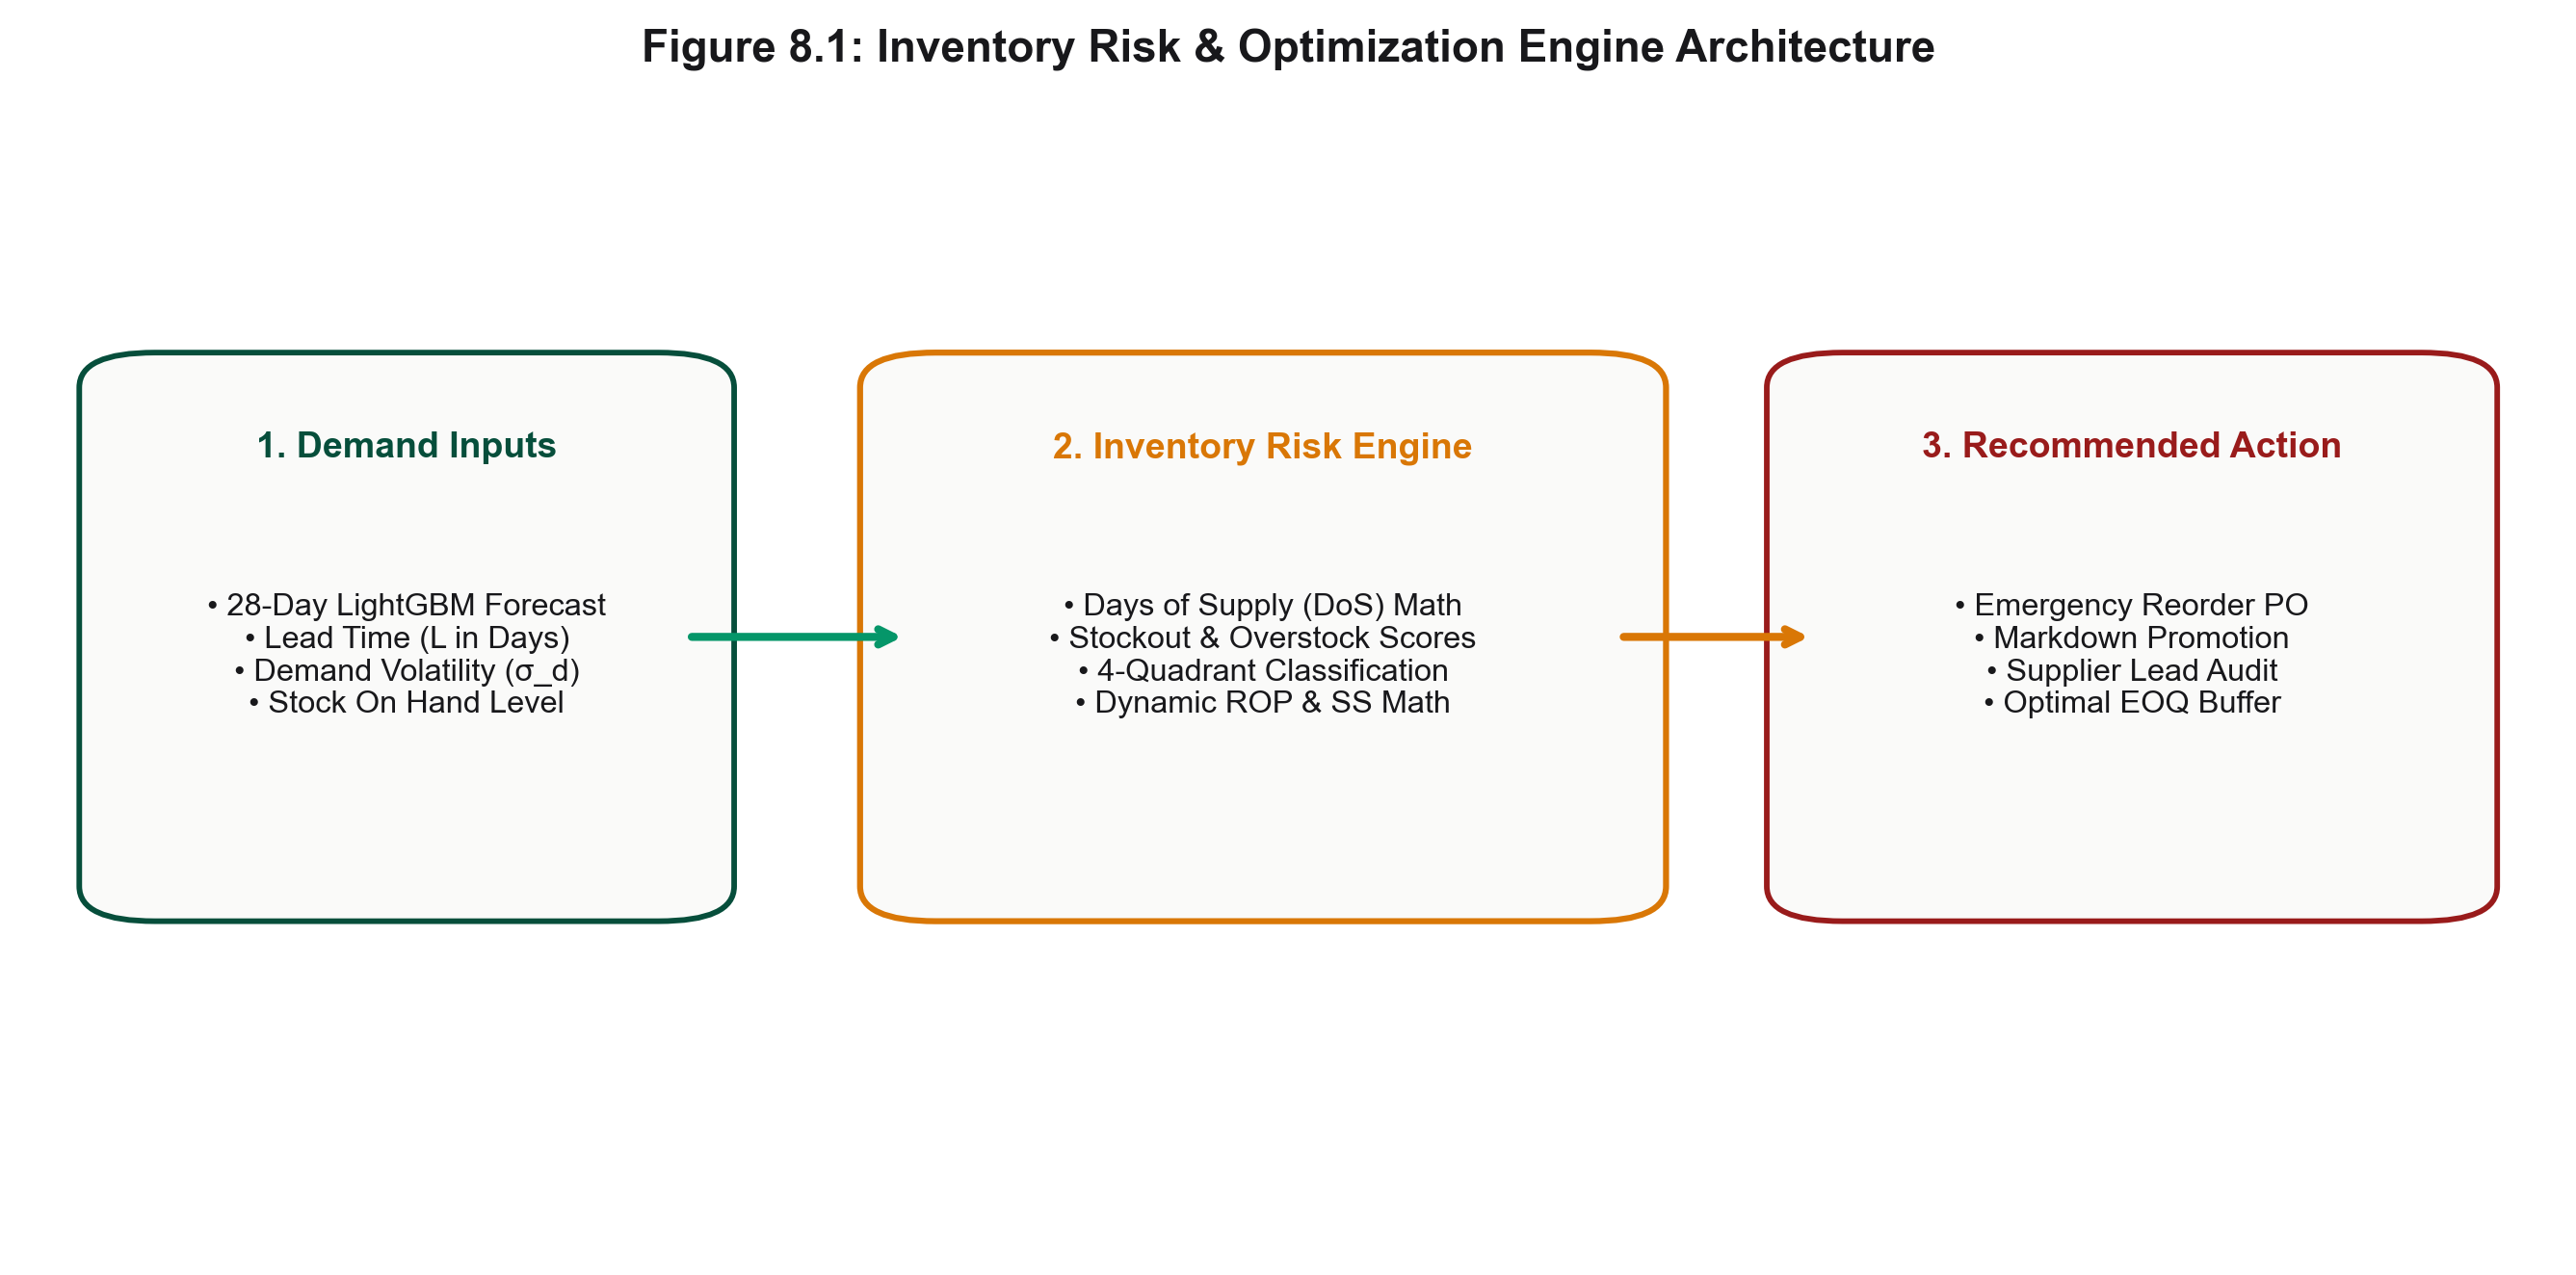 Figure 8.1: Inventory Risk & Optimization Engine Architecture
1. Demand Inputs
• 28-Day LightGBM Forecast
• Lead Time (L in Days)
• Demand Volatility (σ_d)
• Stock On Hand Level
2. Inventory Risk Engine
• Days of Supply (DoS) Math
• Stockout & Overstock Scores
• 4-Quadrant Classification
• Dynamic ROP & SS Math
3. Recommended Action
• Emergency Reorder PO
• Markdown Promotion
• Supplier Lead Audit
• Optimal EOQ Buffer